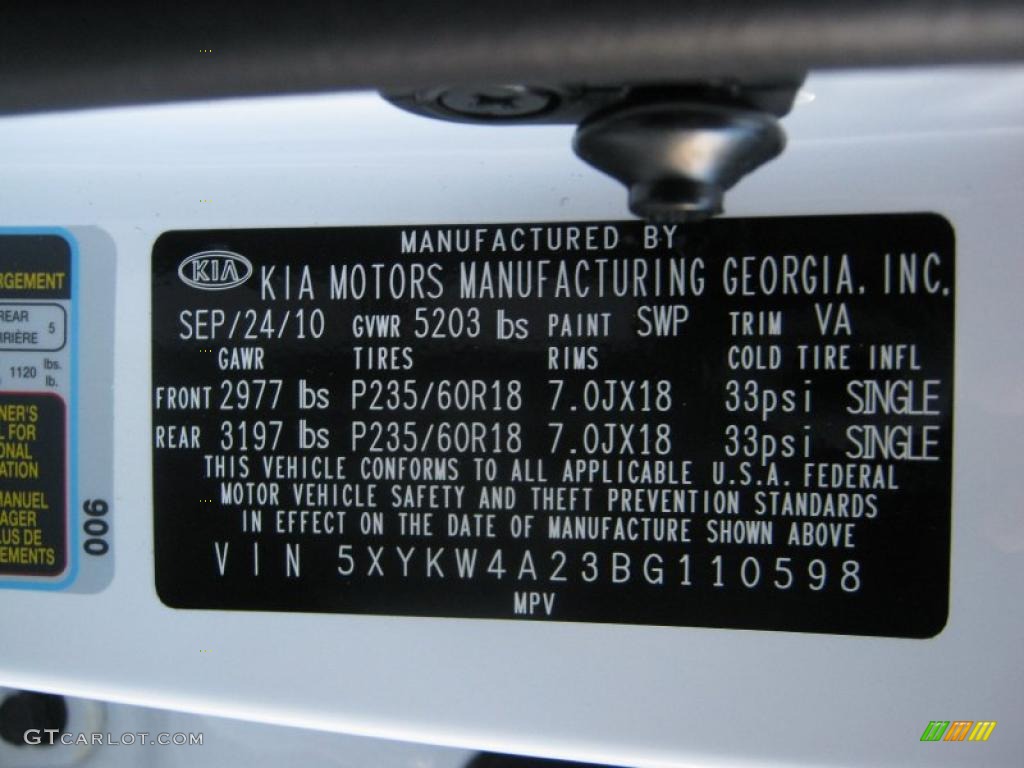 MANUFACTURED BY
KIA KIA MOTORS MANUFACTURING GEORGIA. INC.
SEP/24/10 GVWR 5203 lbs PAINT SWP TRIM VA
GAWR TIRES RIMS COLD TIRE INFL
FRONT 2977 lbs P235/60R18 7.0JX18 33psi SINGLE
REAR 3197 lbs P235/60R18 7.0JX18 33psi SINGLE
THIS VEHICLE CONFORMS TO ALL APPLICABLE U.S.A. FEDERAL
MOTOR VEHICLE SAFETY AND THEFT PREVENTION STANDARDS
IN EFFECT ON THE DATE OF MANUFACTURE SHOWN ABOVE
VIN 5XYKW4A23BG110598
MPV
RGEMENT
REAR 5
RIÈRE
1120 lbs.
lb.
NER'S
L FOR
ONAL
ATION
MANUEL
AGER
LUS DE
EMENTS
006
GTCARLOT.COM